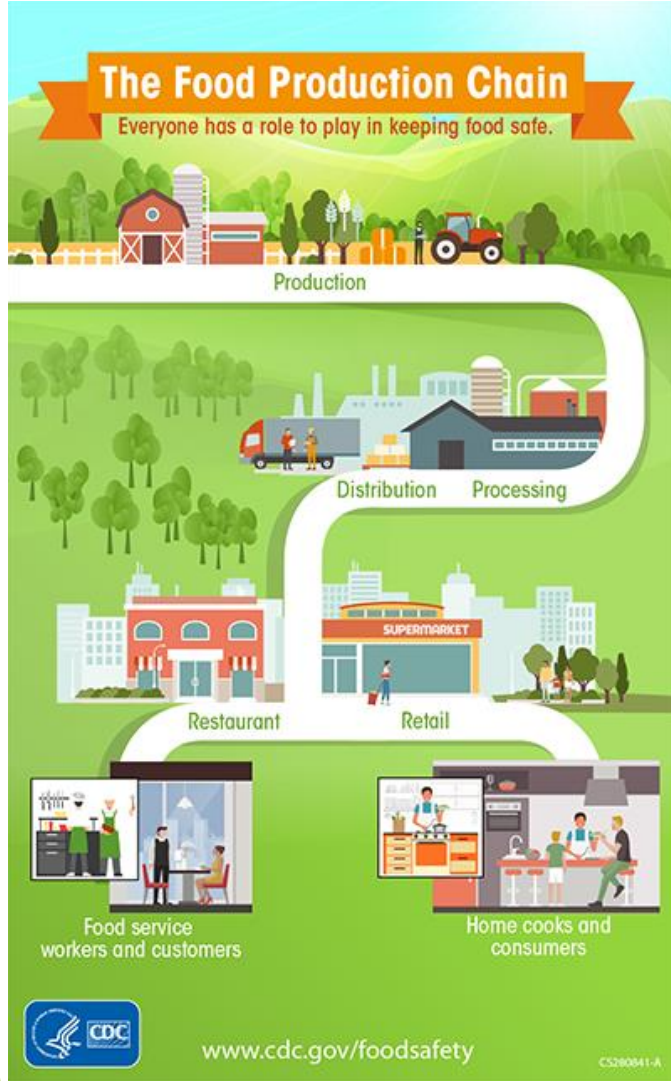 The Food Production Chain
Everyone has a role to play in keeping food safe.
Production
Distribution Processing
SUPERMARKET
Restaurant Retail
Food service
workers and customers
Home cooks and
consumers
CDC
www.cdc.gov/foodsafety
CS280841-A